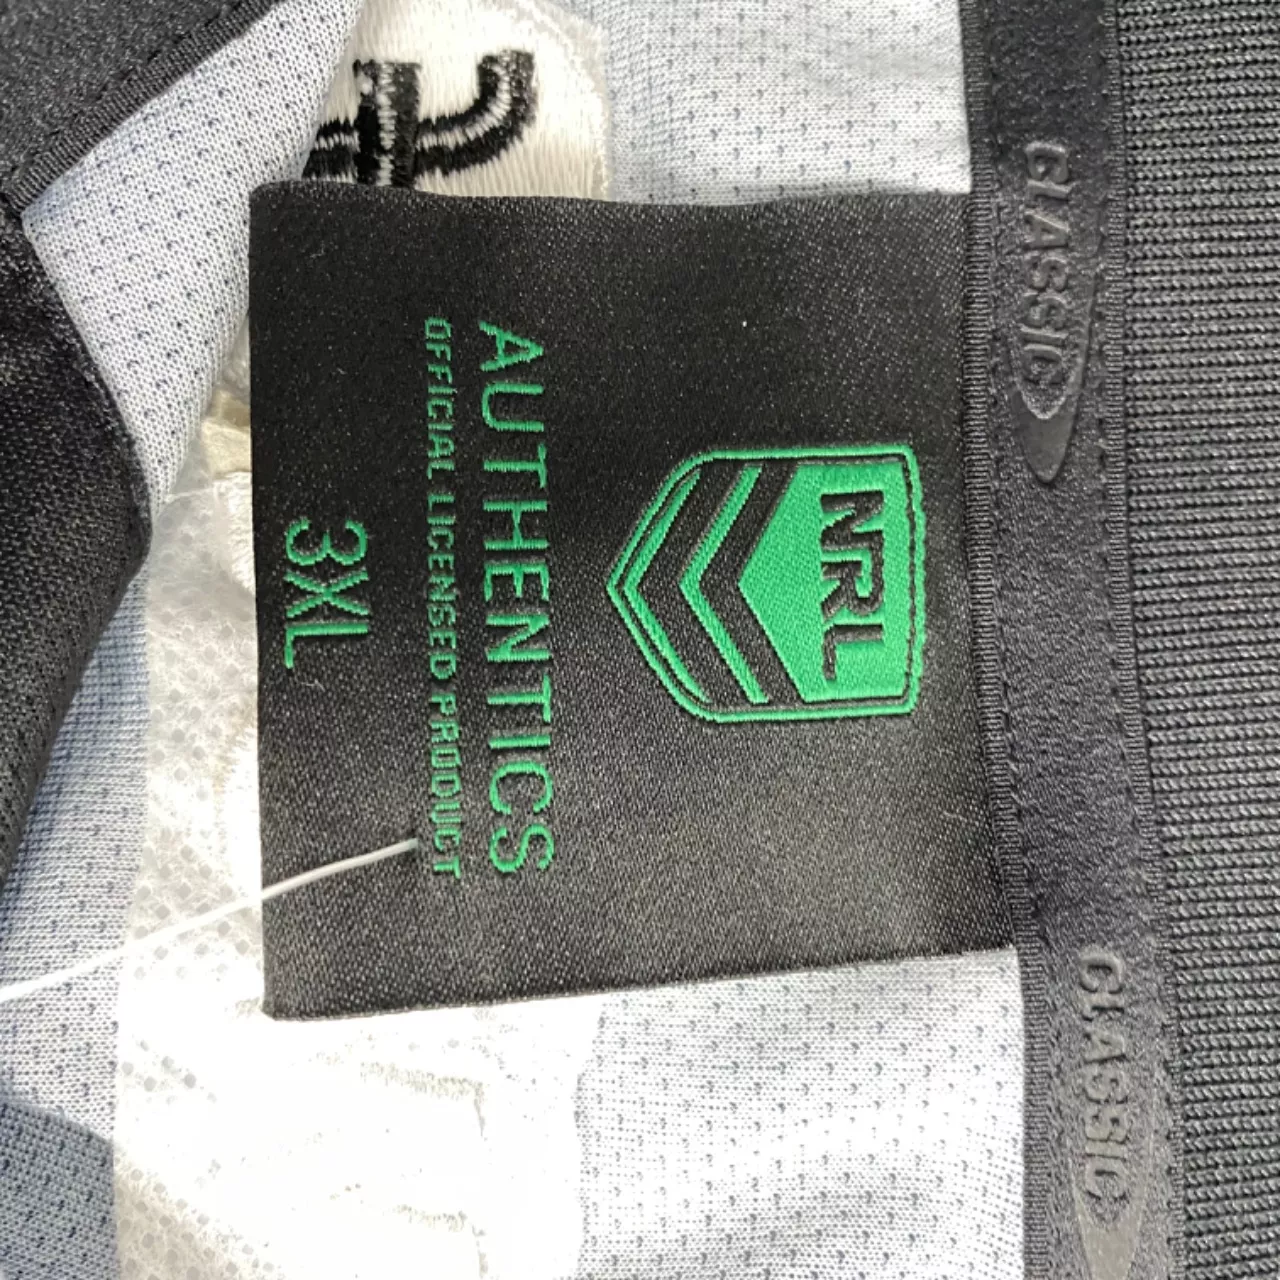 NRL
AUTHENTICS
OFFICIAL LICENSED PRODUCT
3XL
CLASSIC
CLASSIC